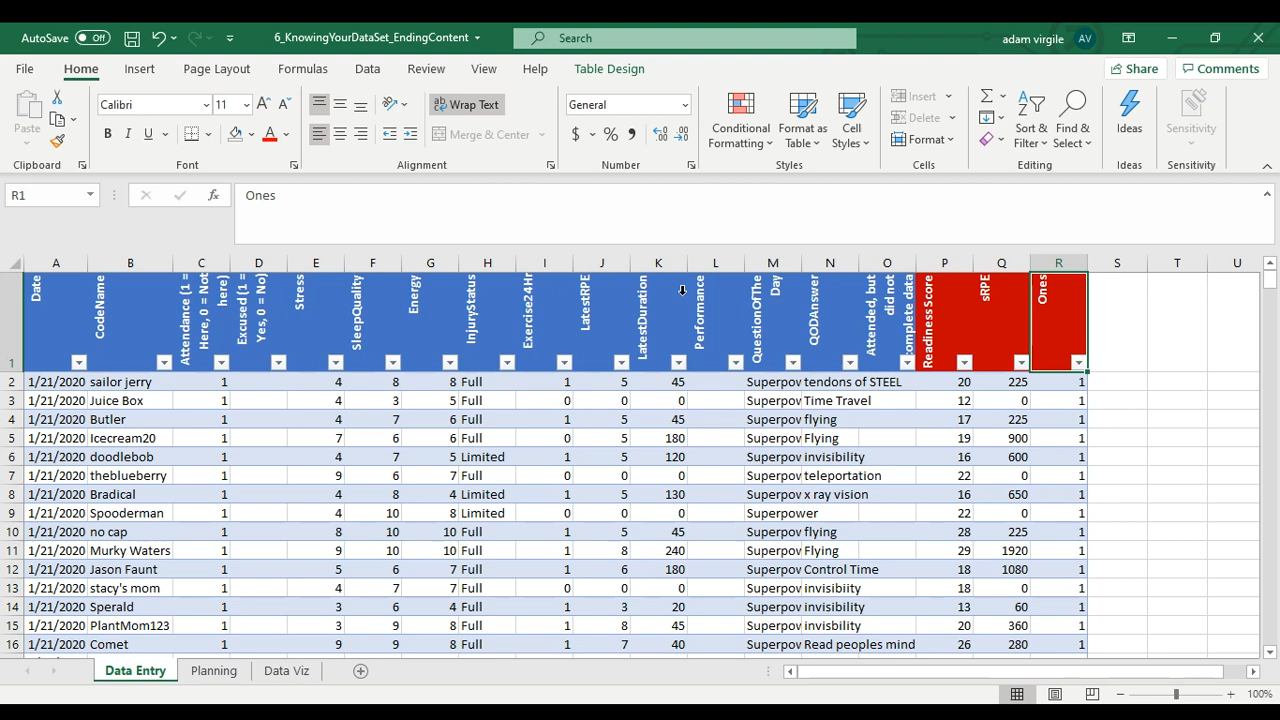 AutoSave Off 6_KnowingYourDataSet_EndingContent Search adam virgile AV
File Home Insert Page Layout Formulas Data Review View Help Table Design Share Comments
Paste Calibri 11 A A Wrap Text General Conditional Formatting Format as Table Cell Styles Insert Delete Format Sort & Filter Find & Select Ideas Sensitivity
B I U A Merge & Center $ % 9
Clipboard Font Alignment Number Styles Cells Editing Ideas Sensitivity
R1 fx Ones
A B C D E F G H I J K L M N O P Q R S T U
1 Date CodeName Attendance (1 = Here, 0 = Not here) Excused (1 = Yes, 0 = No) Stress SleepQuality Energy InjuryStatus Exercise24Hr LatestRPE LatestDuration Performance QuestionOfThe Day QODAnswer Attended, but did not complete data Readiness Score sRPE Ones
2 1/21/2020 sailor jerry 1 4 8 8 Full 1 5 45 Superpov tendons of STEEL 20 225 1
3 1/21/2020 Juice Box 1 4 3 5 Full 0 0 0 Superpov Time Travel 12 0 1
4 1/21/2020 Butler 1 4 7 6 Full 1 5 45 Superpov flying 17 225 1
5 1/21/2020 Icecream20 1 7 6 6 Full 0 5 180 Superpov Flying 19 900 1
6 1/21/2020 doodlebob 1 4 7 5 Limited 1 5 120 Superpov invisibility 16 600 1
7 1/21/2020 theblueberry 1 9 6 7 Full 0 0 0 Superpov teleportation 22 0 1
8 1/21/2020 Bradical 1 4 8 4 Limited 1 5 130 Superpov x ray vision 16 650 1
9 1/21/2020 Spooderman 1 4 10 8 Limited 0 0 0 Superpower 22 0 1
10 1/21/2020 no cap 1 8 10 10 Full 1 5 45 Superpov flying 28 225 1
11 1/21/2020 Murky Waters 1 9 10 10 Full 1 8 240 Superpov Flying 29 1920 1
12 1/21/2020 Jason Faunt 1 5 6 7 Full 1 6 180 Superpov Control Time 18 1080 1
13 1/21/2020 stacy's mom 1 4 7 7 Full 0 0 0 Superpov invisibiity 18 0 1
14 1/21/2020 Sperald 1 3 6 4 Full 1 3 20 Superpov invisibility 13 60 1
15 1/21/2020 PlantMom123 1 3 9 8 Full 1 8 45 Superpov invisbility 20 360 1
16 1/21/2020 Comet 1 9 9 8 Full 1 7 40 Superpov Read peoples mind 26 280 1
Data Entry Planning Data Viz
100%